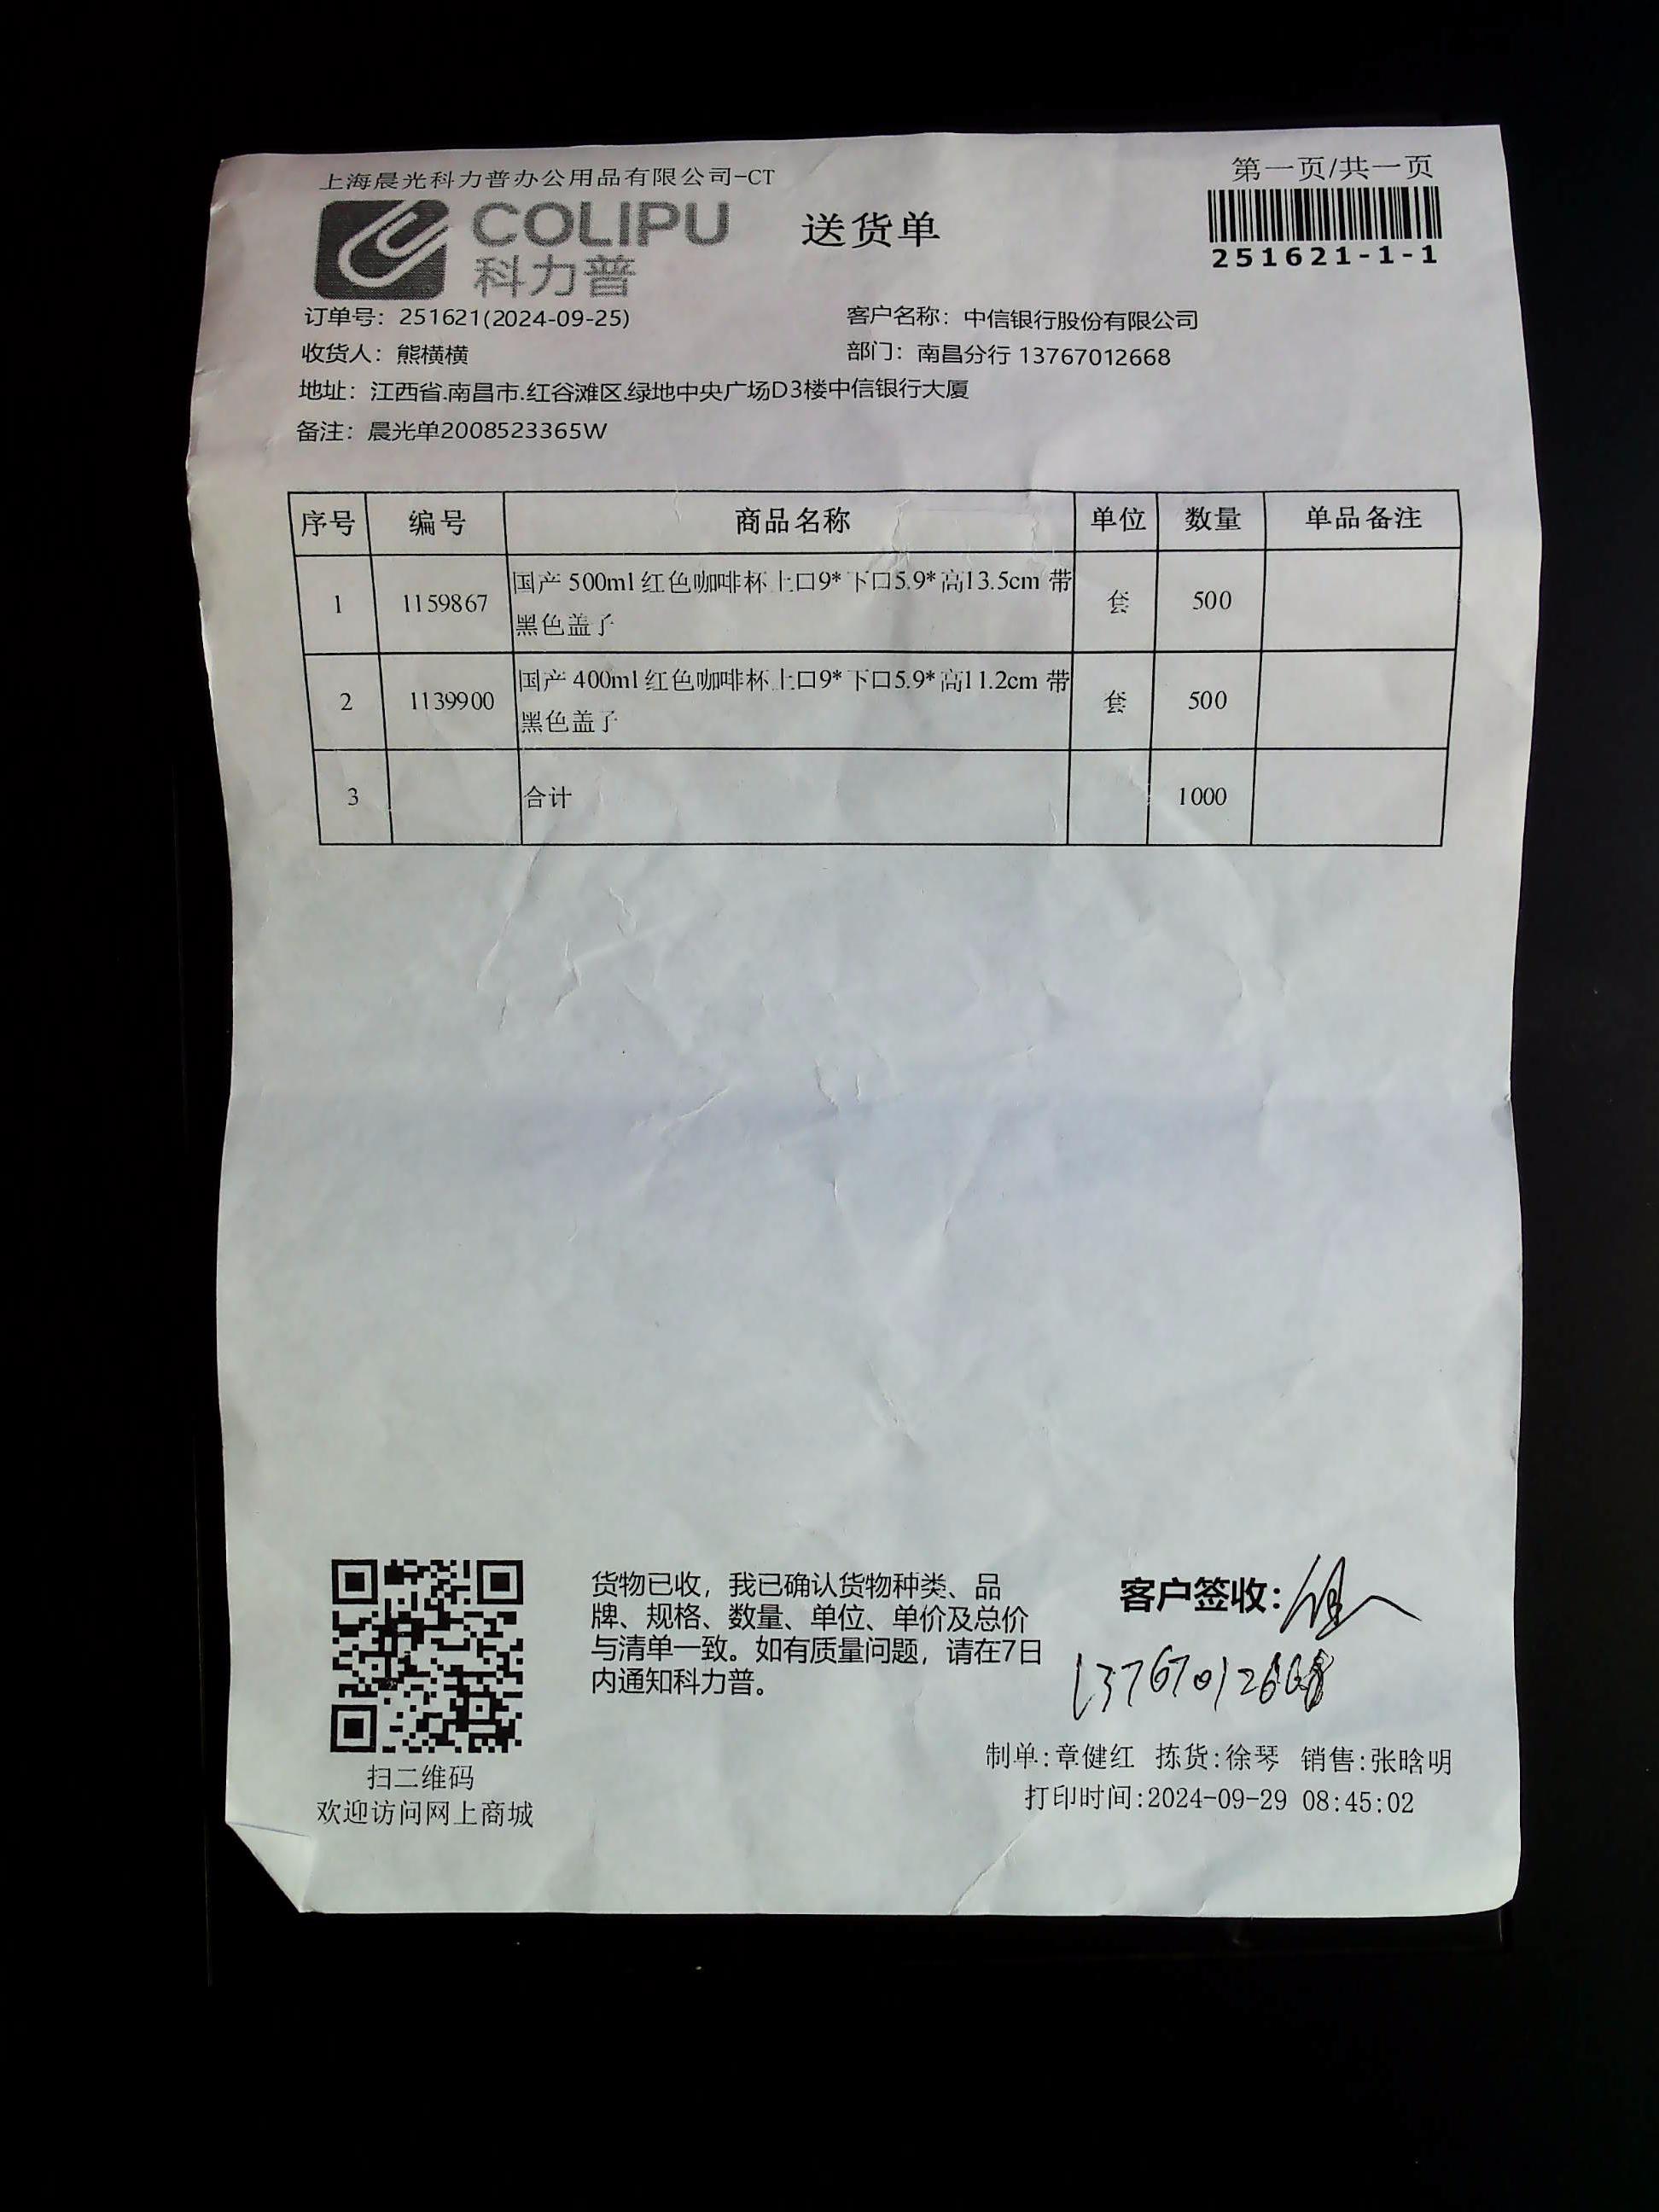 上海晨光科力普办公用品有限公司-CT
第一页/共一页
COLIPU
科力普
送货单
251621-1-1
订单号：251621(2024-09-25)
客户名称：中信银行股份有限公司
收货人：熊横横
部门：南昌分行 13767012668
地址：江西省.南昌市.红谷滩区.绿地中央广场D3楼中信银行大厦
备注：晨光单2008523365W
序号 编号 商品名称 单位 数量 单品备注
1 1159867 国产 500ml 红色咖啡杯上口9*下口5.9*高13.5cm 带
黑色盖子 套 500
2 1139900 国产 400ml 红色咖啡杯上口9*下口5.9*高11.2cm 带
黑色盖子 套 500
3 合计 1000
货物已收，我已确认货物种类、品
牌、规格、数量、单位、单价及总价
与清单一致。如有质量问题，请在7日
内通知科力普。
客户签收：
13767012668
扫二维码
欢迎访问网上商城
制单:章健红 拣货:徐琴 销售:张晗明
打印时间:2024-09-29 08:45:02